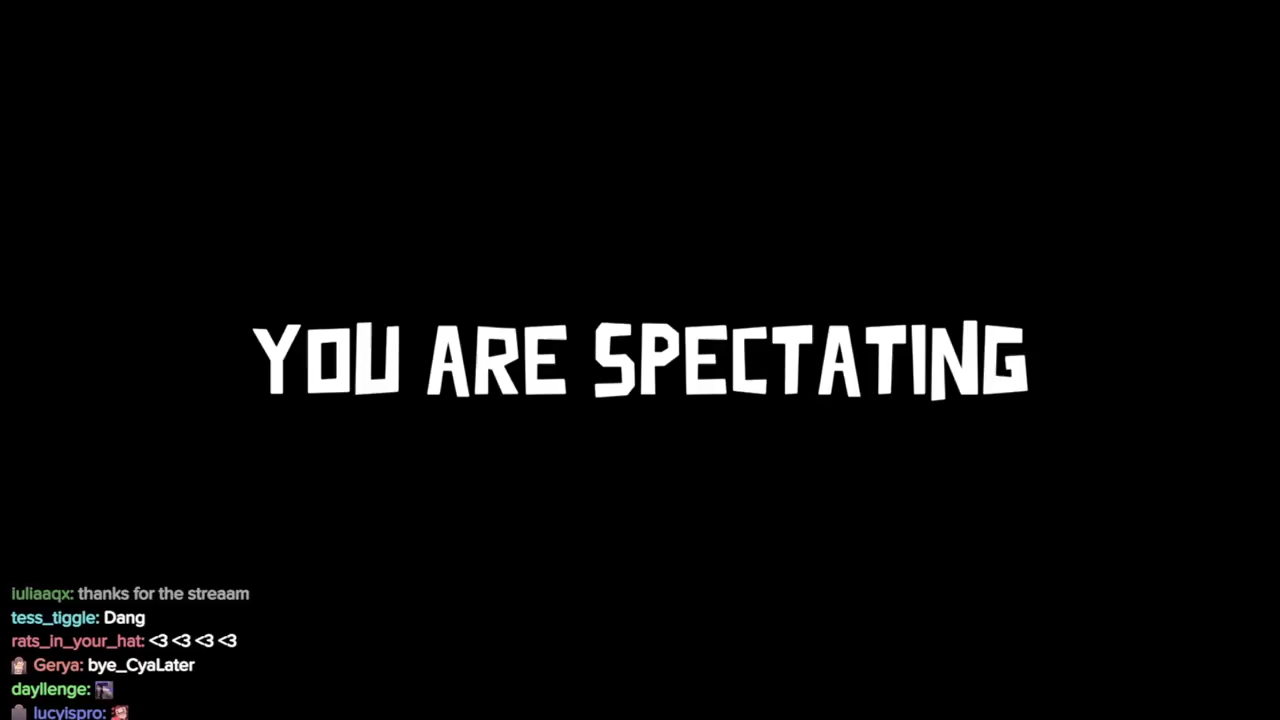 YOU ARE SPECTATING
iuliaaqx: thanks for the streaam
tess_tiggle: Dang
rats_in_your_hat: <3 <3 <3 <3
Gerya: bye_CyaLater
dayllenge:
lucyispro: